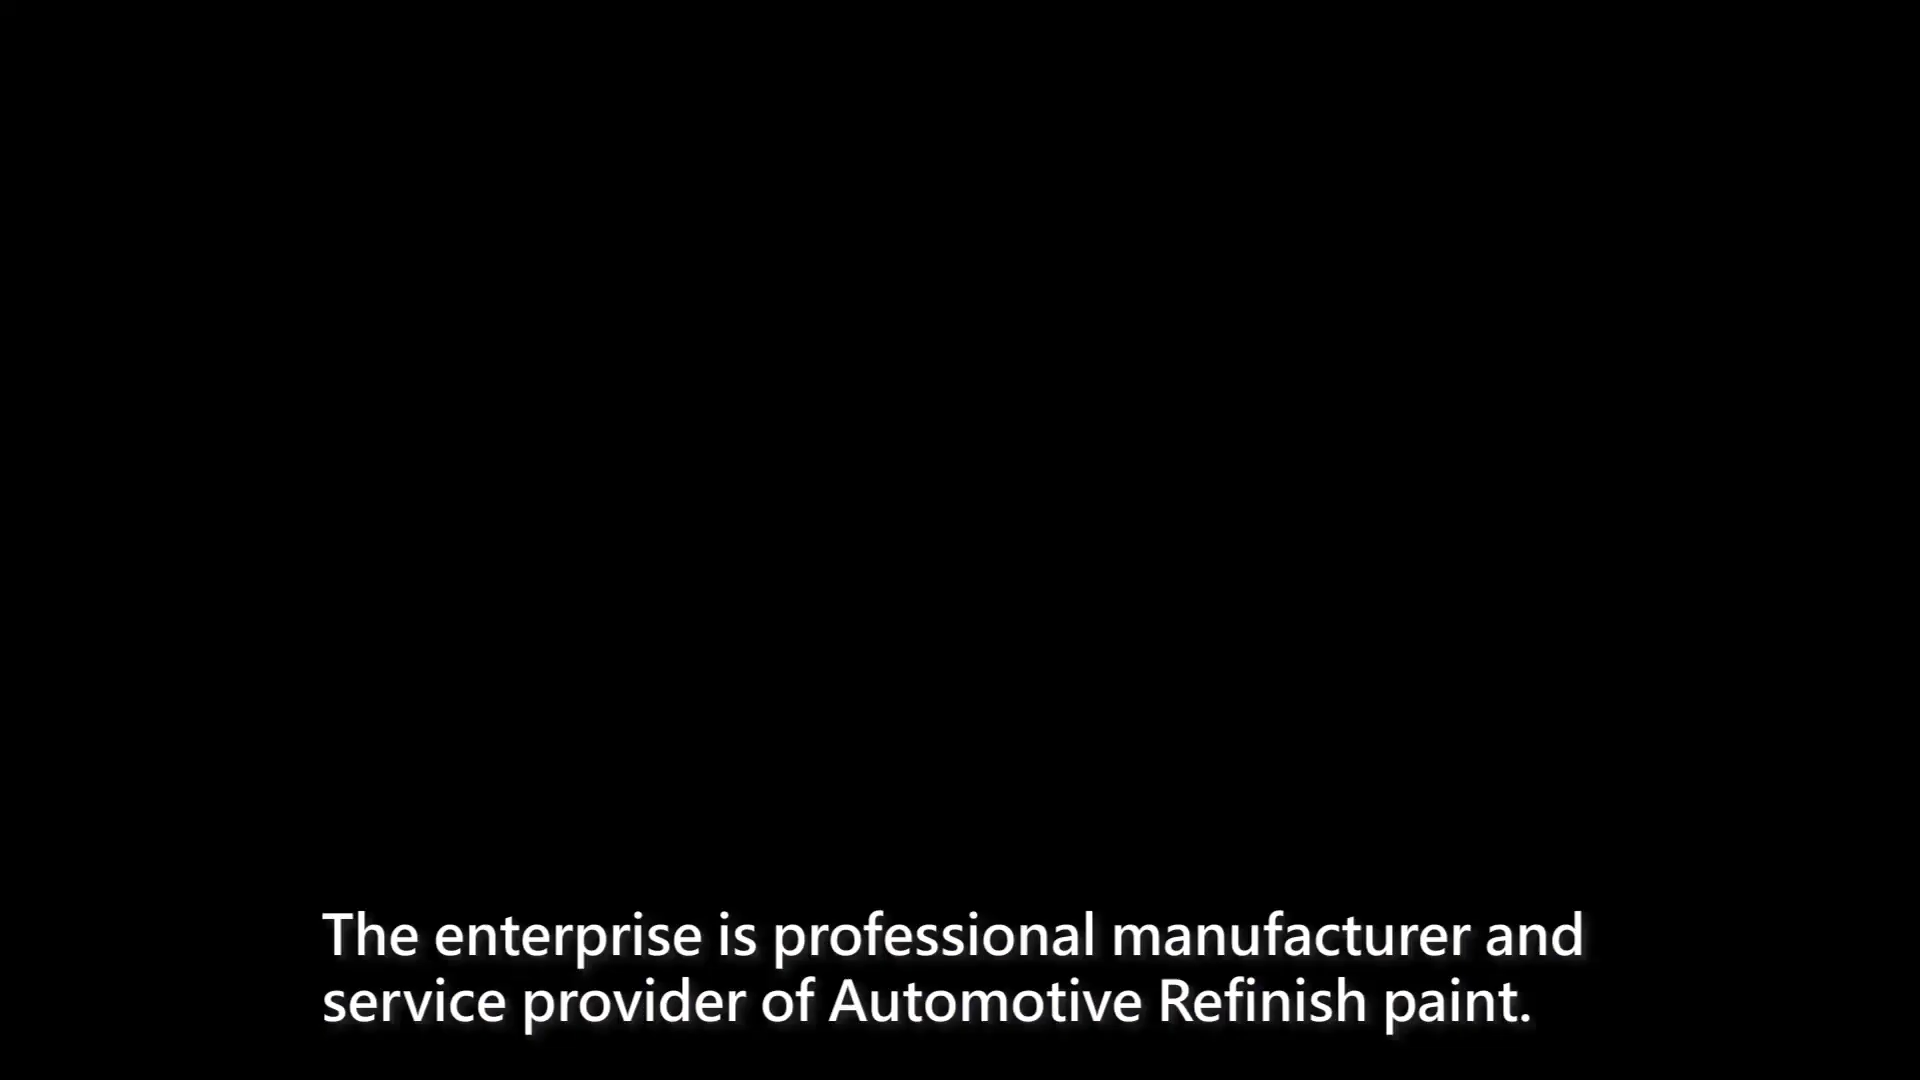 The enterprise is professional manufacturer and
service provider of Automotive Refinish paint.